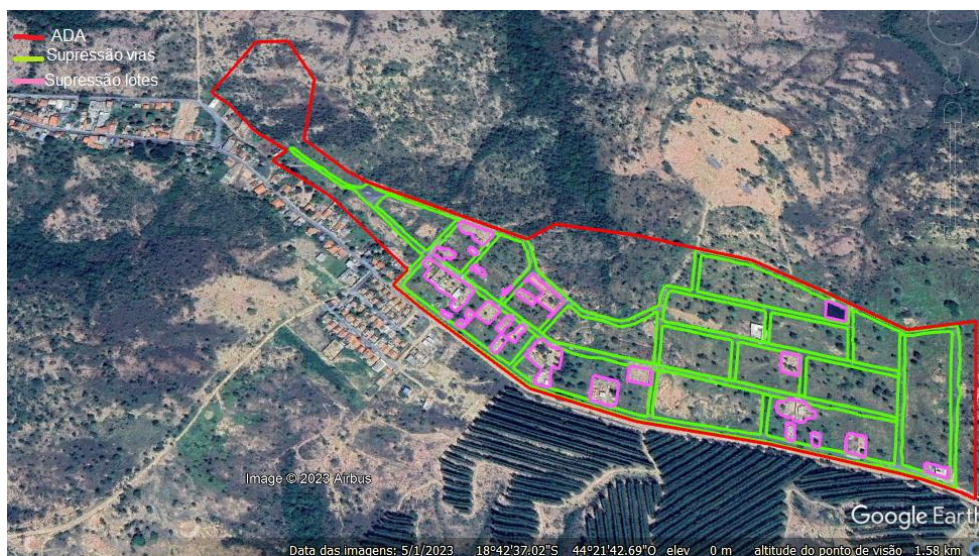 ADA
Supressão vias
Supressão lotes
Image © 2023 Airbus
Google Earth
Data das imagens: 5/1/2023 18°42'37.02"S 44°21'42.69"O elev 0 m altitude do ponto de visão 1.58 km